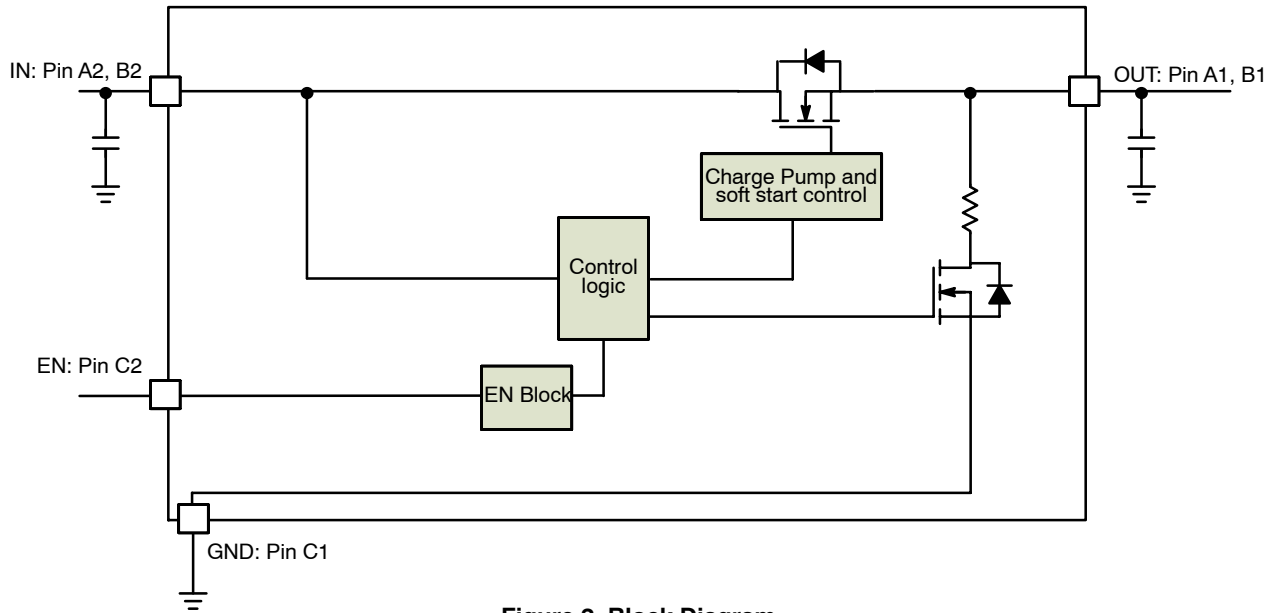 IN: Pin A2, B2
OUT: Pin A1, B1
Charge Pump and
soft start control
Control
logic
EN: Pin C2
EN Block
GND: Pin C1
Figure 2. Block Diagram